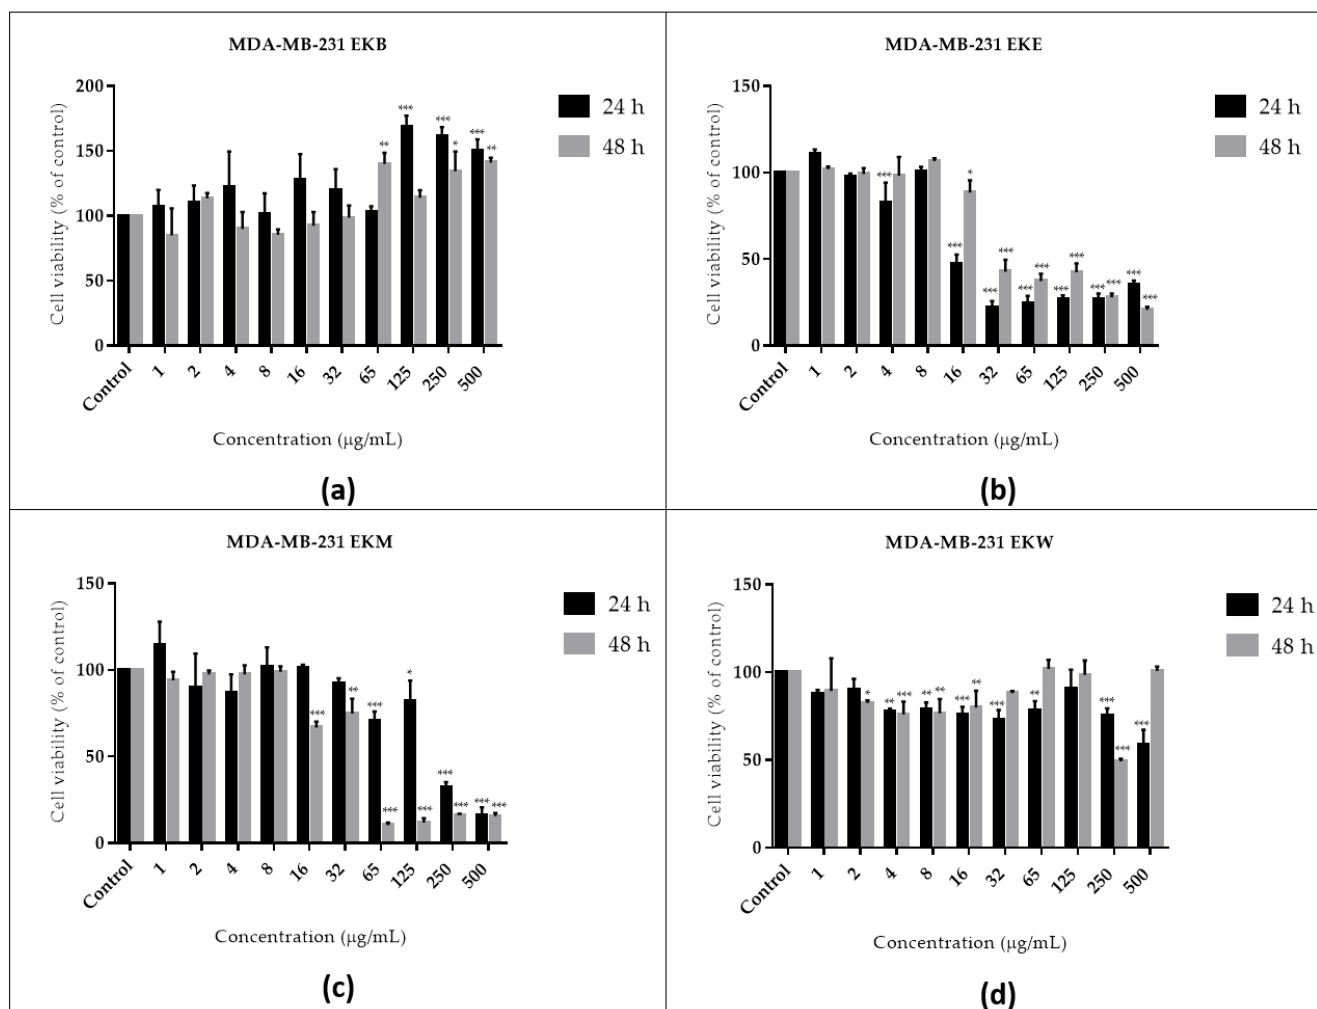 MDA-MB-231 EKB
Cell viability (% of control)
200
150
100
50
0
24 h
48 h
** *** *** * *** **
Control 1 2 4 8 16 32 65 125 250 500
Concentration (μg/mL)
(a)
MDA-MB-231 EKE
Cell viability (% of control)
150
100
50
0
24 h
48 h
*** *** * *** *** *** *** *** *** *** *** *** ***
Control 1 2 4 8 16 32 65 125 250 500
Concentration (μg/mL)
(b)
MDA-MB-231 EKM
Cell viability (% of control)
150
100
50
0
24 h
48 h
*** ** *** *** * *** *** *** *** ***
Control 1 2 4 8 16 32 65 125 250 500
Concentration (μg/mL)
(c)
MDA-MB-231 EKW
Cell viability (% of control)
150
100
50
0
24 h
48 h
* ** *** ** ** *** ** *** ** *** *** ***
Control 1 2 4 8 16 32 65 125 250 500
Concentration (μg/mL)
(d)